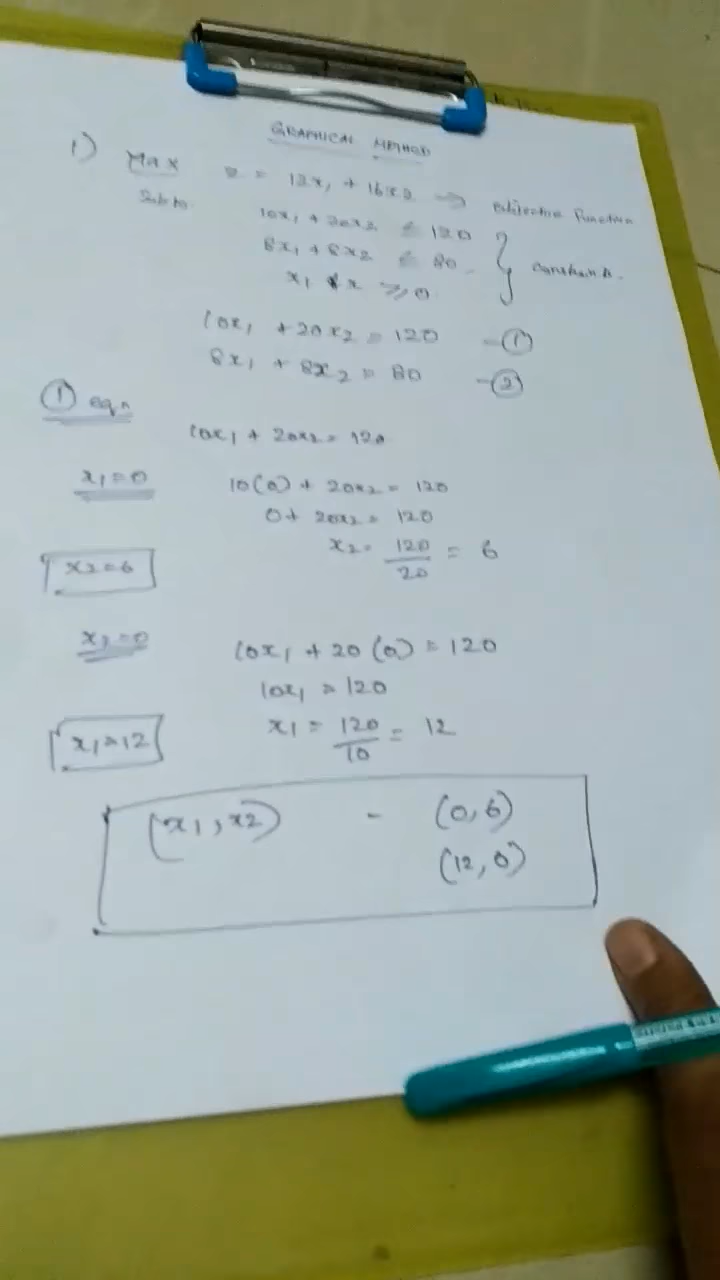 GRAPHICAL METHOD
1) Max Z = 12x₁ + 16x₂ → Objective Function
Sub to 10x₁ + 20x₂ ≤ 120
8x₁ + 8x₂ ≤ 80
x₁ & x ≥ 0
} Constraints
10x₁ + 20x₂ = 120 - ①
8x₁ + 8x₂ = 80 - ②
① eqn
10x₁ + 20x₂ = 120
x₁=0 10(0) + 20x₂ = 120
0 + 20x₂ = 120
x₂ = 120/20 = 6
x₂=6
x₂=0 10x₁ + 20(0) = 120
10x₁ = 120
x₁ = 120/10 = 12
x₁=12
(x₁, x₂) - (0,6)
(12,0)